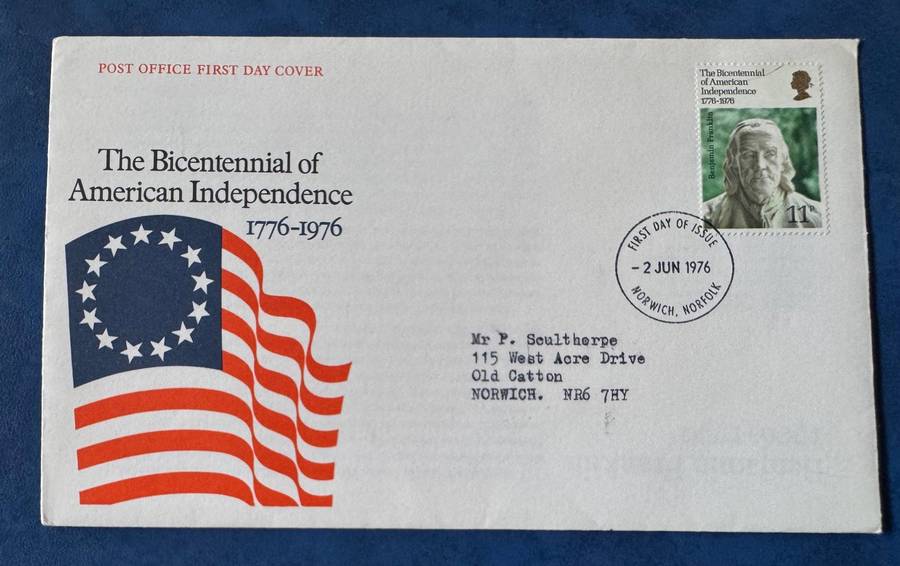 POST OFFICE FIRST DAY COVER
The Bicentennial of
American Independence
1776-1976
The Bicentennial
of American
Independence
1776-1976
Benjamin Franklin
11P
FIRST DAY OF ISSUE
- 2 JUN 1976
NORWICH, NORFOLK
Mr P. Soulthorpe
115 West Acre Drive
Old Catton
NORWICH. NR6 7HY